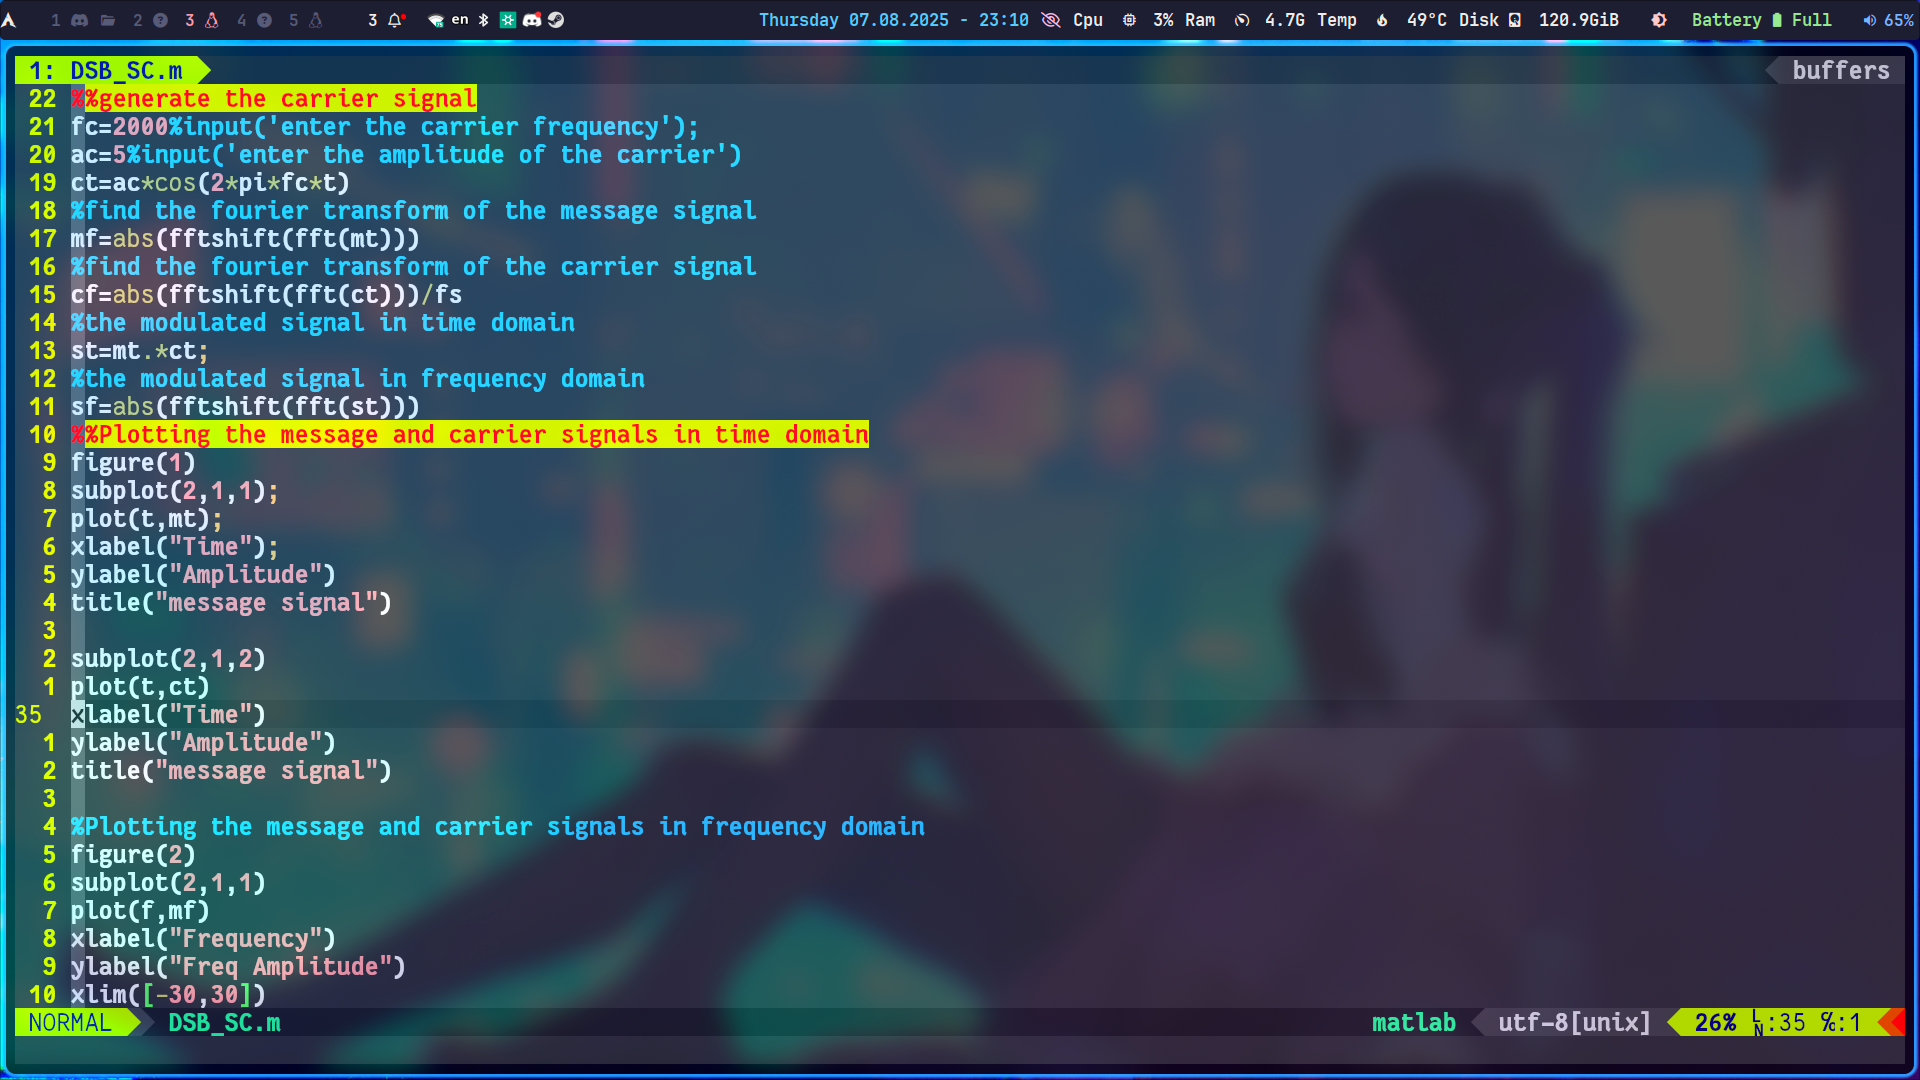 1 2 3 4 5 3 en Thursday 07.08.2025 - 23:10 Cpu 3% Ram 4.7G Temp 49°C Disk 120.9GiB Battery Full 65%
1: DSB_SC.m buffers
22 %%generate the carrier signal
21 fc=2000%input('enter the carrier frequency');
20 ac=5%input('enter the amplitude of the carrier')
19 ct=ac*cos(2*pi*fc*t)
18 %find the fourier transform of the message signal
17 mf=abs(fftshift(fft(mt)))
16 %find the fourier transform of the carrier signal
15 cf=abs(fftshift(fft(ct)))/fs
14 %the modulated signal in time domain
13 st=mt.*ct;
12 %the modulated signal in frequency domain
11 sf=abs(fftshift(fft(st)))
10 %%Plotting the message and carrier signals in time domain
9 figure(1)
8 subplot(2,1,1);
7 plot(t,mt);
6 xlabel("Time");
5 ylabel("Amplitude")
4 title("message signal")
3
2 subplot(2,1,2)
1 plot(t,ct)
35 xlabel("Time")
1 ylabel("Amplitude")
2 title("message signal")
3
4 %Plotting the message and carrier signals in frequency domain
5 figure(2)
6 subplot(2,1,1)
7 plot(f,mf)
8 xlabel("Frequency")
9 ylabel("Freq Amplitude")
10 xlim([-30,30])
NORMAL DSB_SC.m matlab utf-8[unix] 26% LN:35 ℅:1